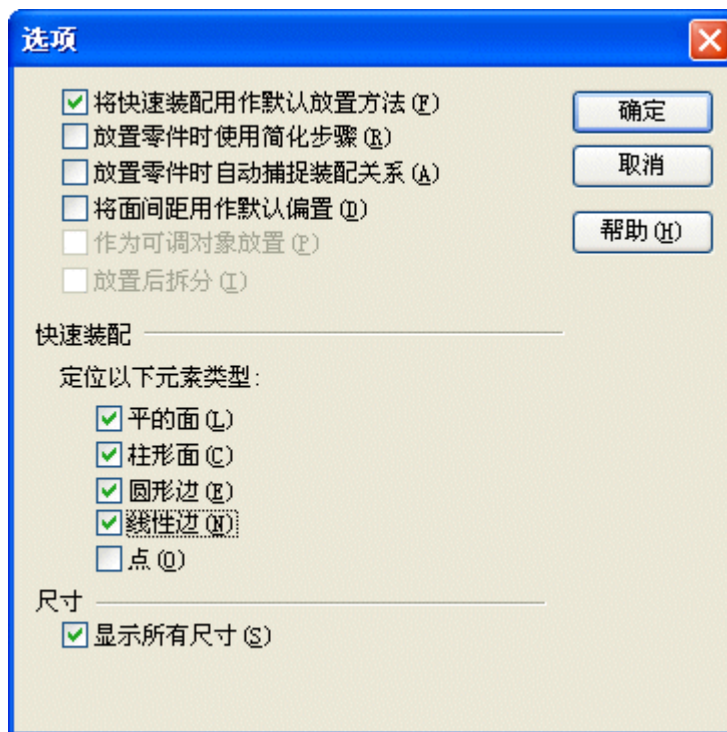 选项
将快速装配用作默认放置方法(F)
放置零件时使用简化步骤(R)
放置零件时自动捕捉装配关系(A)
将面间距用作默认偏置(D)
作为可调对象放置(P)
放置后拆分(I)
确定
取消
帮助(H)
快速装配
定位以下元素类型:
平的面(L)
柱形面(C)
圆形边(E)
线性边(N)
点(O)
尺寸
显示所有尺寸(S)